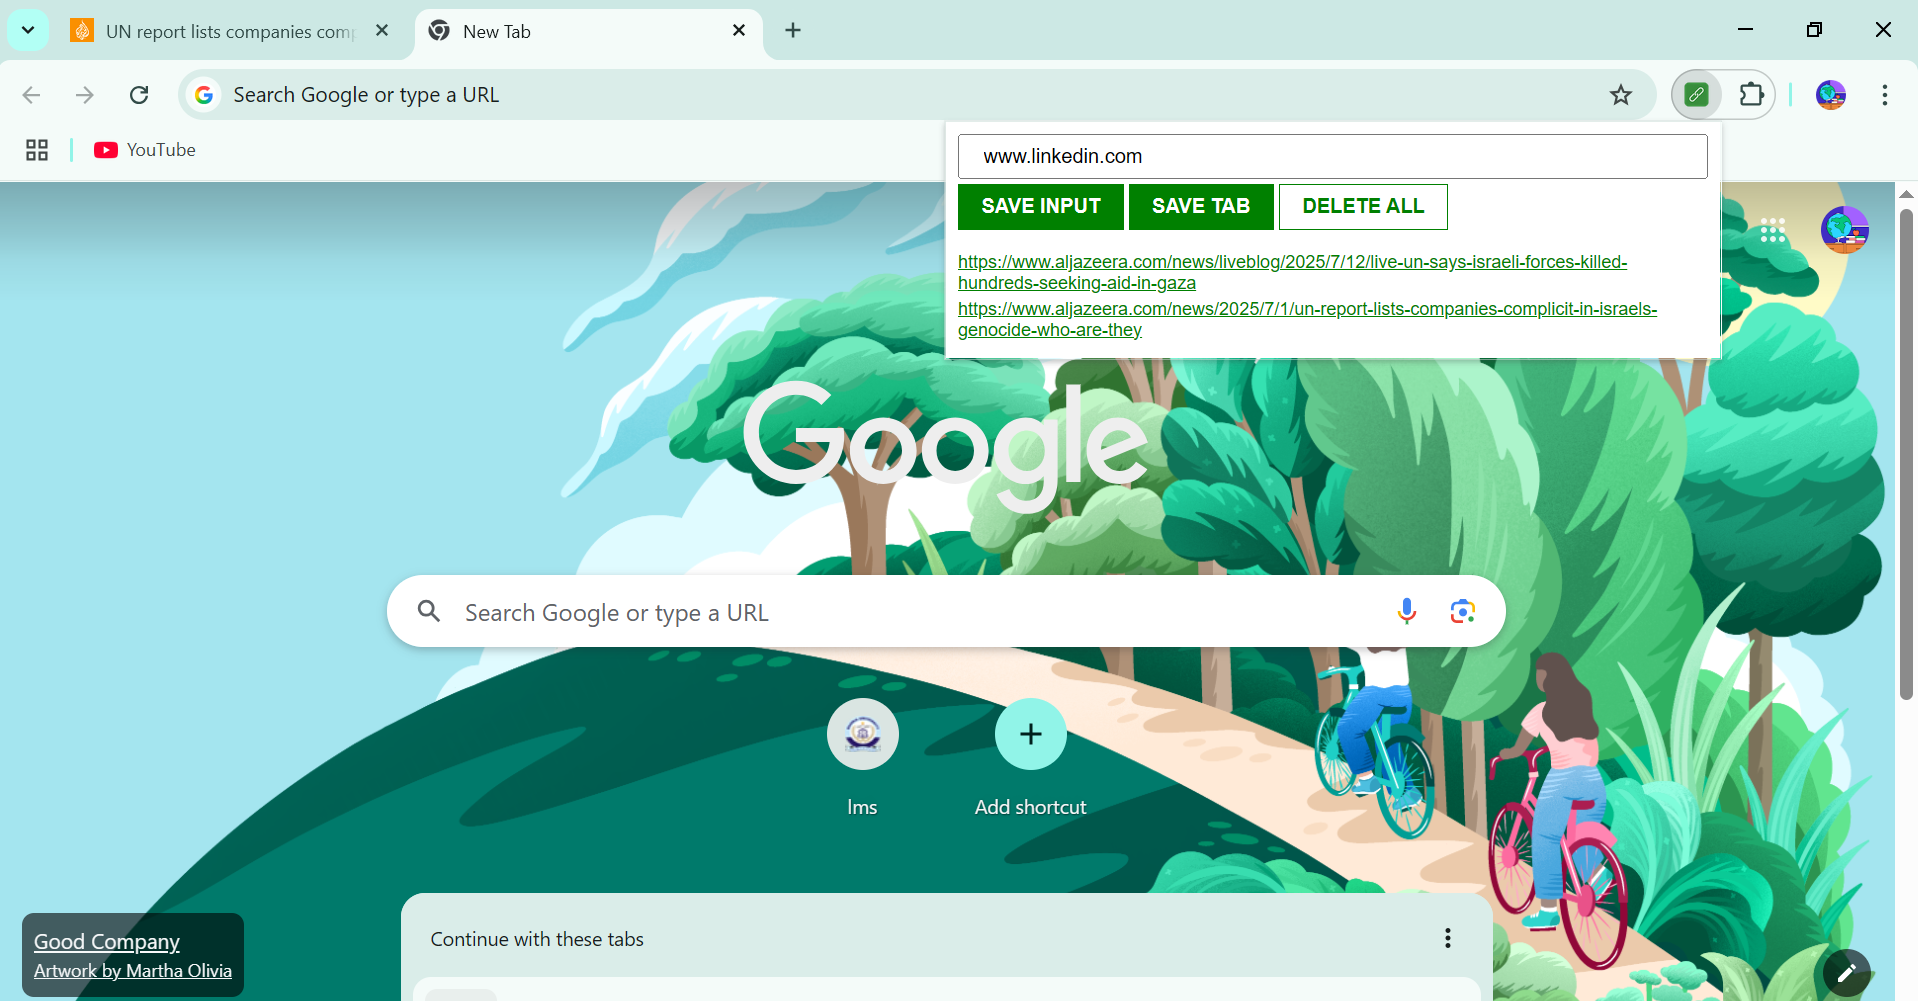 UN report lists companies comp
New Tab
Search Google or type a URL
YouTube
www.linkedin.com
SAVE INPUT SAVE TAB DELETE ALL
https://www.aljazeera.com/news/liveblog/2025/7/12/live-un-says-israeli-forces-killed-
hundreds-seeking-aid-in-gaza
https://www.aljazeera.com/news/2025/7/1/un-report-lists-companies-complicit-in-israels-
genocide-who-are-they
Google
Search Google or type a URL
lms
Add shortcut
Continue with these tabs
Good Company
Artwork by Martha Olivia